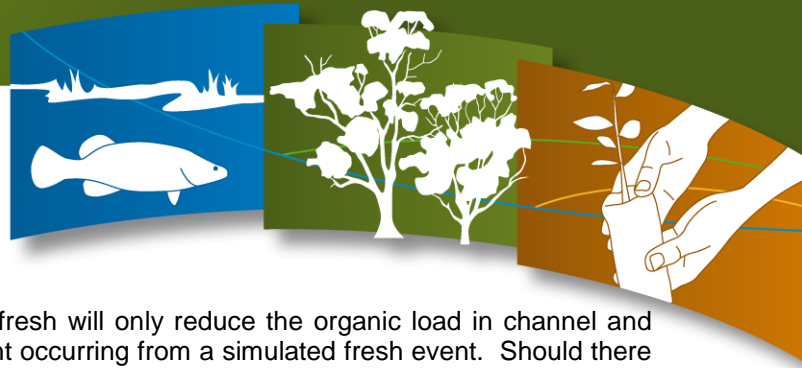 fresh will only reduce the organic load in channel and
nt occurring from a simulated fresh event. Should there